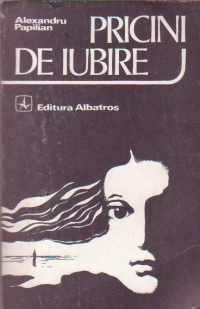 Alexandru
Papilian
PRICINI
DE IUBIRE
Editura Albatros